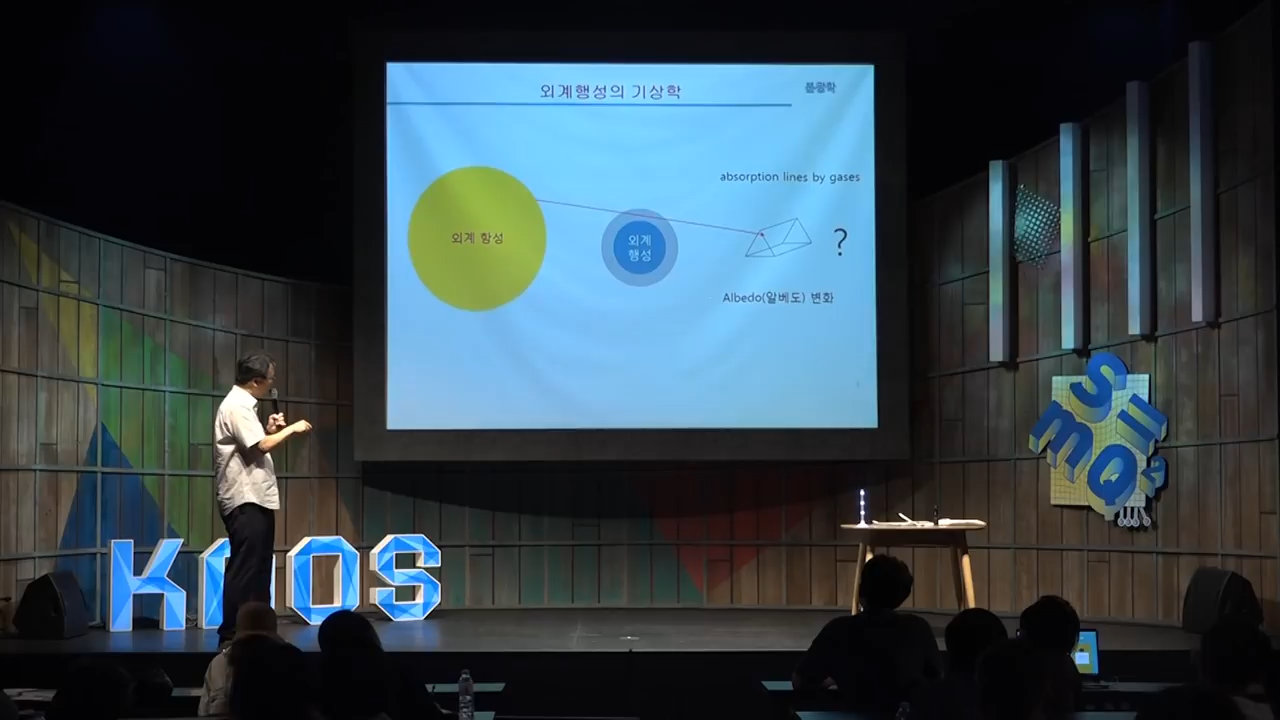 외계행성의 기상학
분광학
absorption lines by gases
외계 항성
외계
행성
?
Albedo(알베도) 변화
KAOS